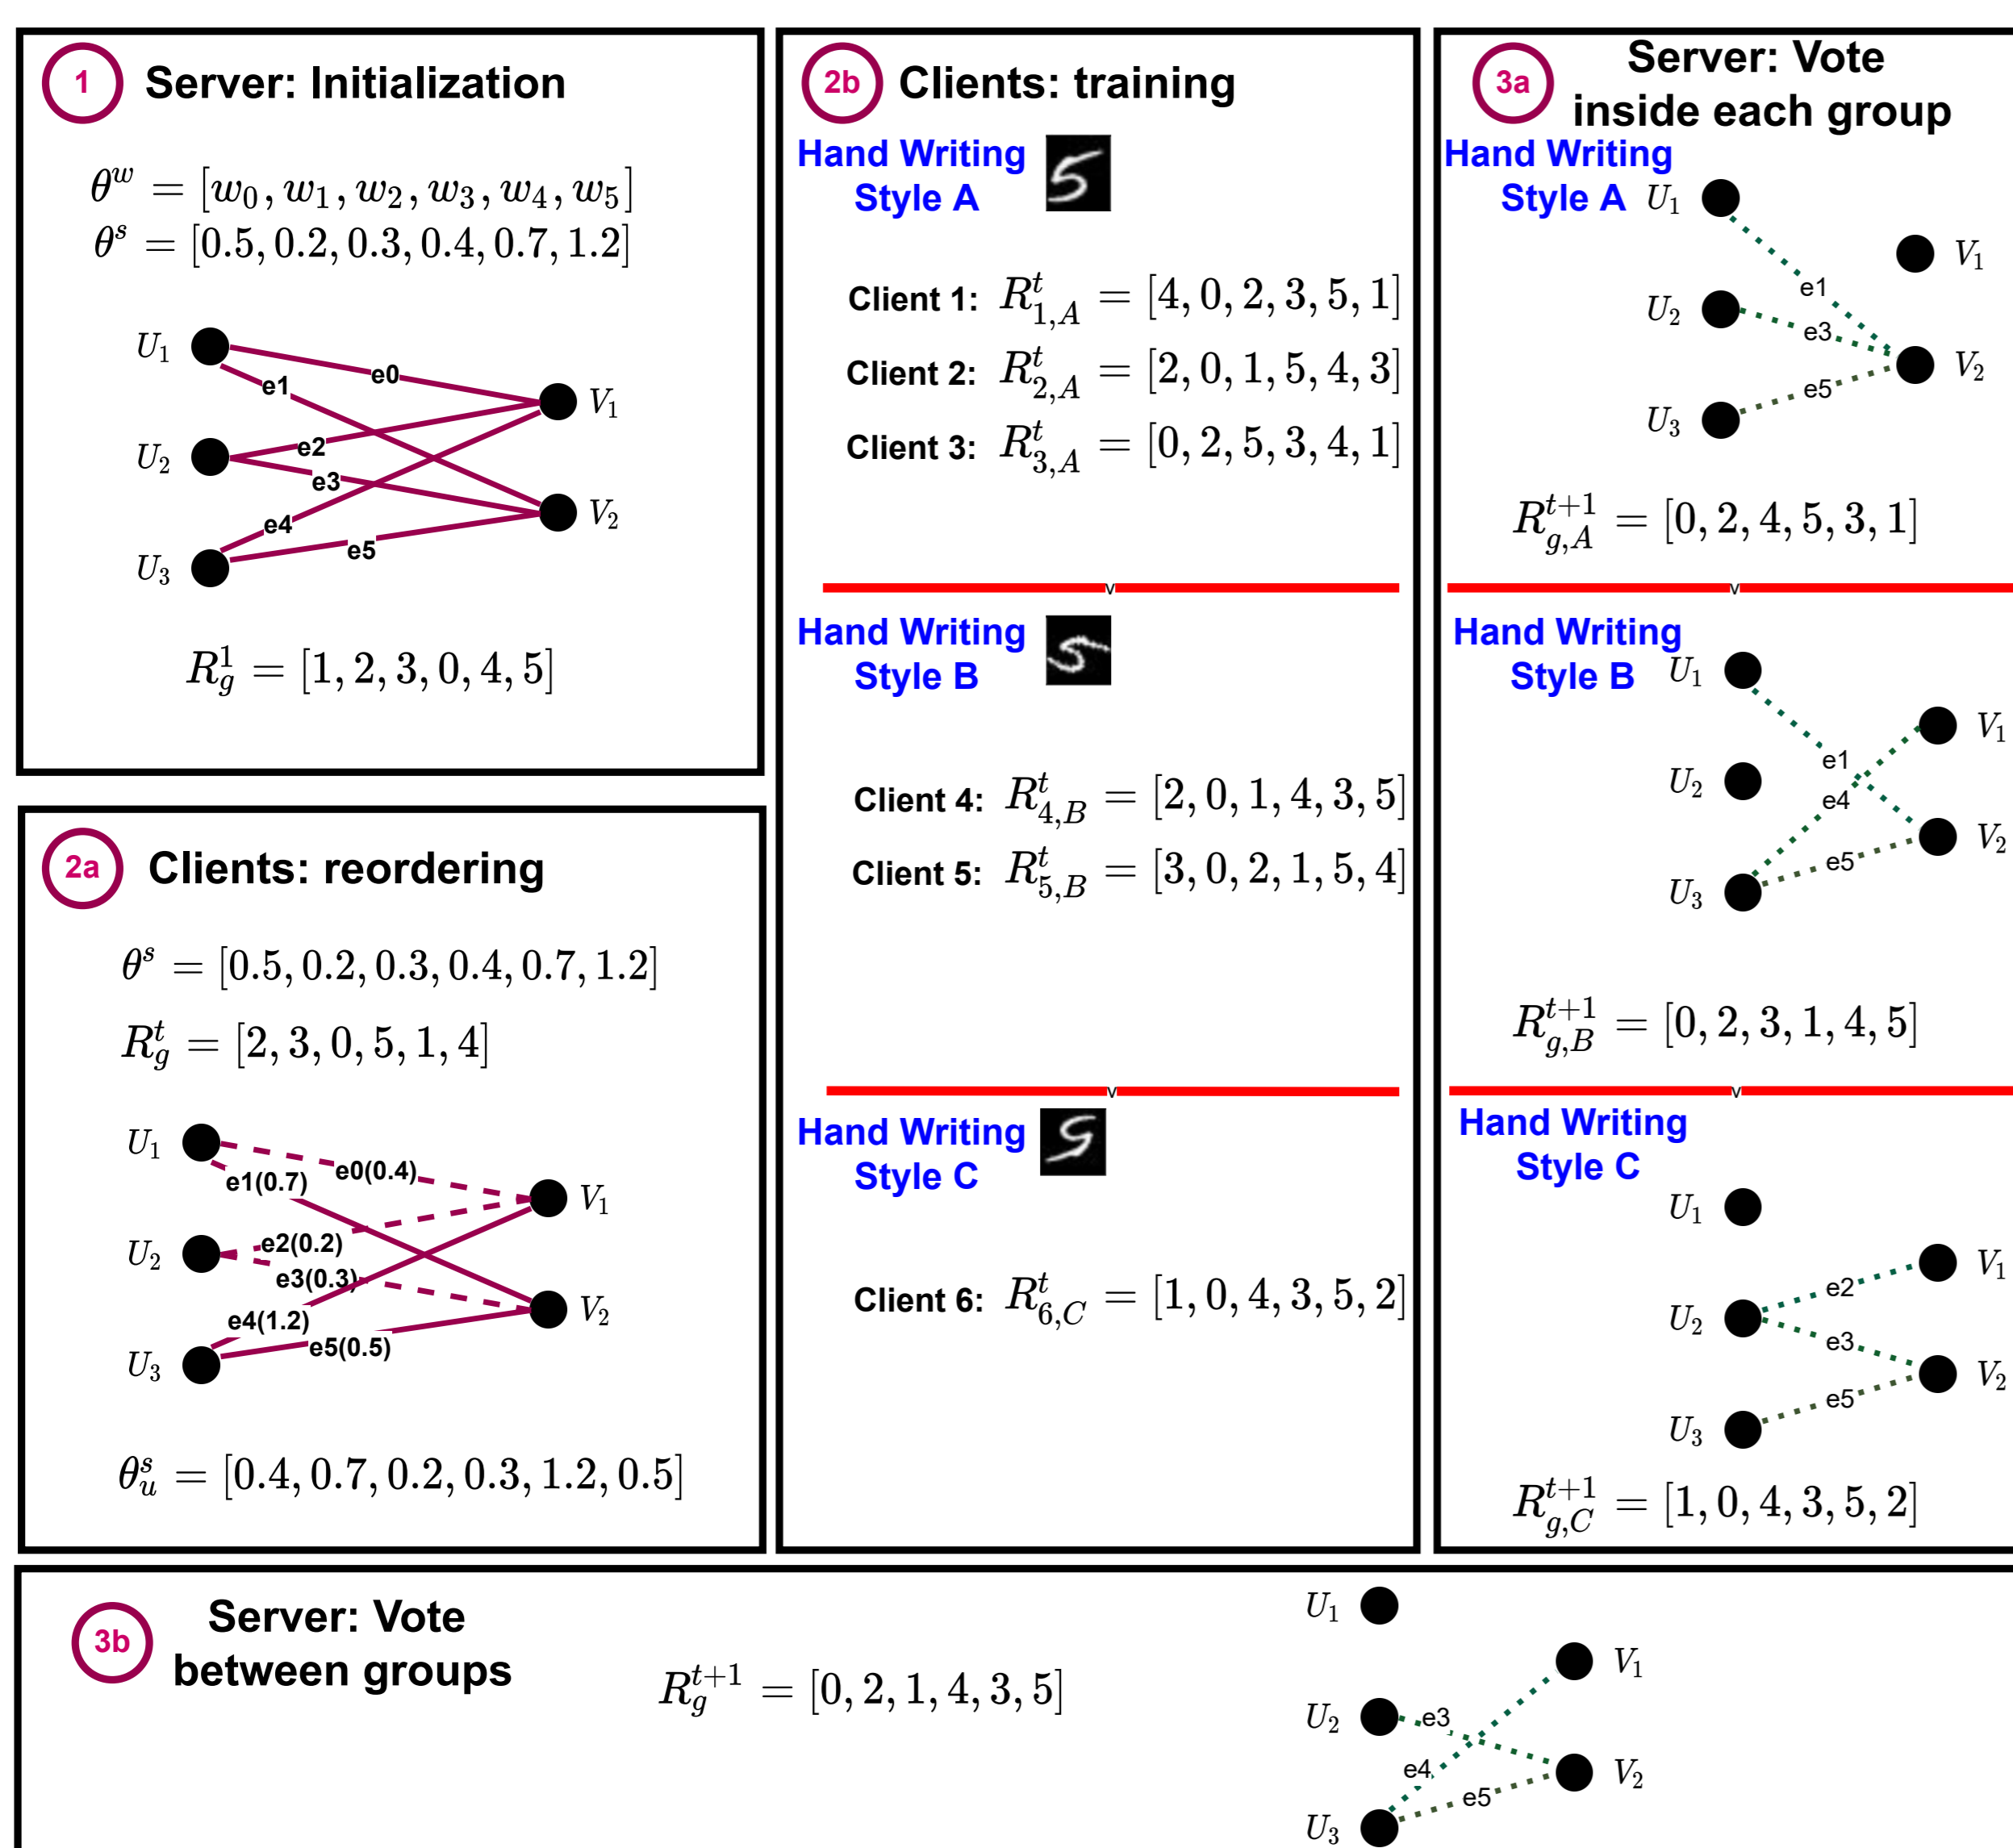 1 Server: Initialization
θ^w = [w_0, w_1, w_2, w_3, w_4, w_5]
θ^s = [0.5, 0.2, 0.3, 0.4, 0.7, 1.2]
U_1
e0
e1
V_1
U_2
e2
e3
V_2
e4
e5
U_3
R_g^1 = [1, 2, 3, 0, 4, 5]
2a Clients: reordering
θ^s = [0.5, 0.2, 0.3, 0.4, 0.7, 1.2]
R_g^t = [2, 3, 0, 5, 1, 4]
U_1
e0(0.4)
e1(0.7)
V_1
U_2
e2(0.2)
e3(0.3)
V_2
e4(1.2)
e5(0.5)
U_3
θ_u^s = [0.4, 0.7, 0.2, 0.3, 1.2, 0.5]
2b Clients: training
Hand Writing
Style A
Client 1: R_{1,A}^t = [4, 0, 2, 3, 5, 1]
Client 2: R_{2,A}^t = [2, 0, 1, 5, 4, 3]
Client 3: R_{3,A}^t = [0, 2, 5, 3, 4, 1]
v
Hand Writing
Style B
Client 4: R_{4,B}^t = [2, 0, 1, 4, 3, 5]
Client 5: R_{5,B}^t = [3, 0, 2, 1, 5, 4]
v
Hand Writing
Style C
Client 6: R_{6,C}^t = [1, 0, 4, 3, 5, 2]
3a Server: Vote
inside each group
Hand Writing
Style A
U_1
V_1
e1
U_2
e3
V_2
e5
U_3
R_{g,A}^{t+1} = [0, 2, 4, 5, 3, 1]
v
Hand Writing
Style B
U_1
V_1
e1
U_2
e4
V_2
e5
U_3
R_{g,B}^{t+1} = [0, 2, 3, 1, 4, 5]
v
Hand Writing
Style C
U_1
V_1
e2
U_2
e3
V_2
e5
U_3
R_{g,C}^{t+1} = [1, 0, 4, 3, 5, 2]
3b Server: Vote
between groups
R_g^{t+1} = [0, 2, 1, 4, 3, 5]
U_1
V_1
U_2
e3
e4
V_2
e5
U_3